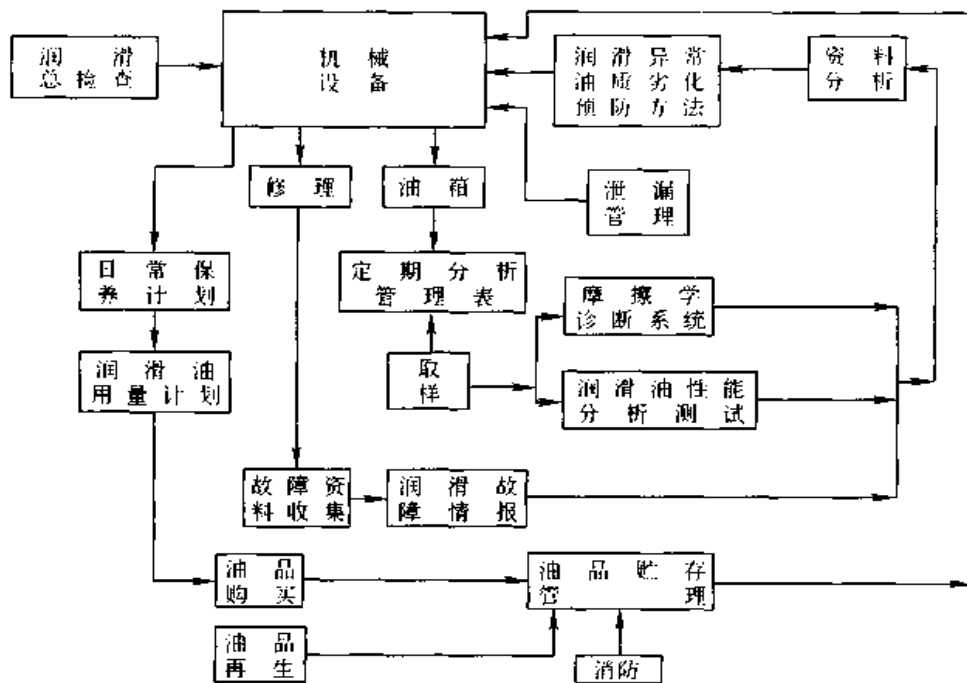 润滑
总检查
机械
设备
润滑异常
油质劣化
预防方法
资料
分析
修理
油箱
泄漏
管理
日常保
养计划
定期分析
管理表
摩擦学
诊断系统
润滑油
用量计划
取
样
润滑油性能
分析测试
故障资
料收集
润滑故
障情报
油品
购买
油品贮存
管理
油品
再生
消防